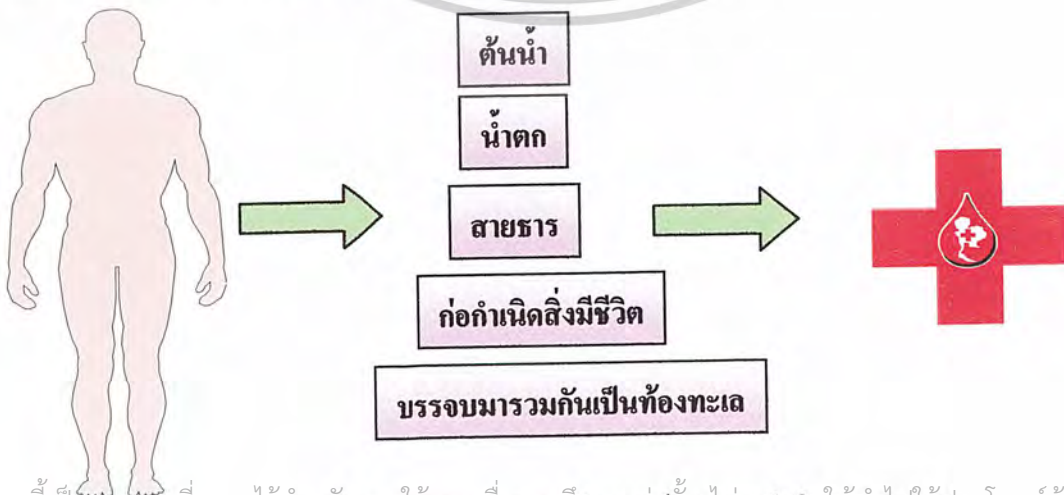 ต้นน้ำ
น้ำตก
สายธาร
ก่อกำเนิดสิ่งมีชีวิต
บรรจบมารวมกันเป็นท้องทะเล